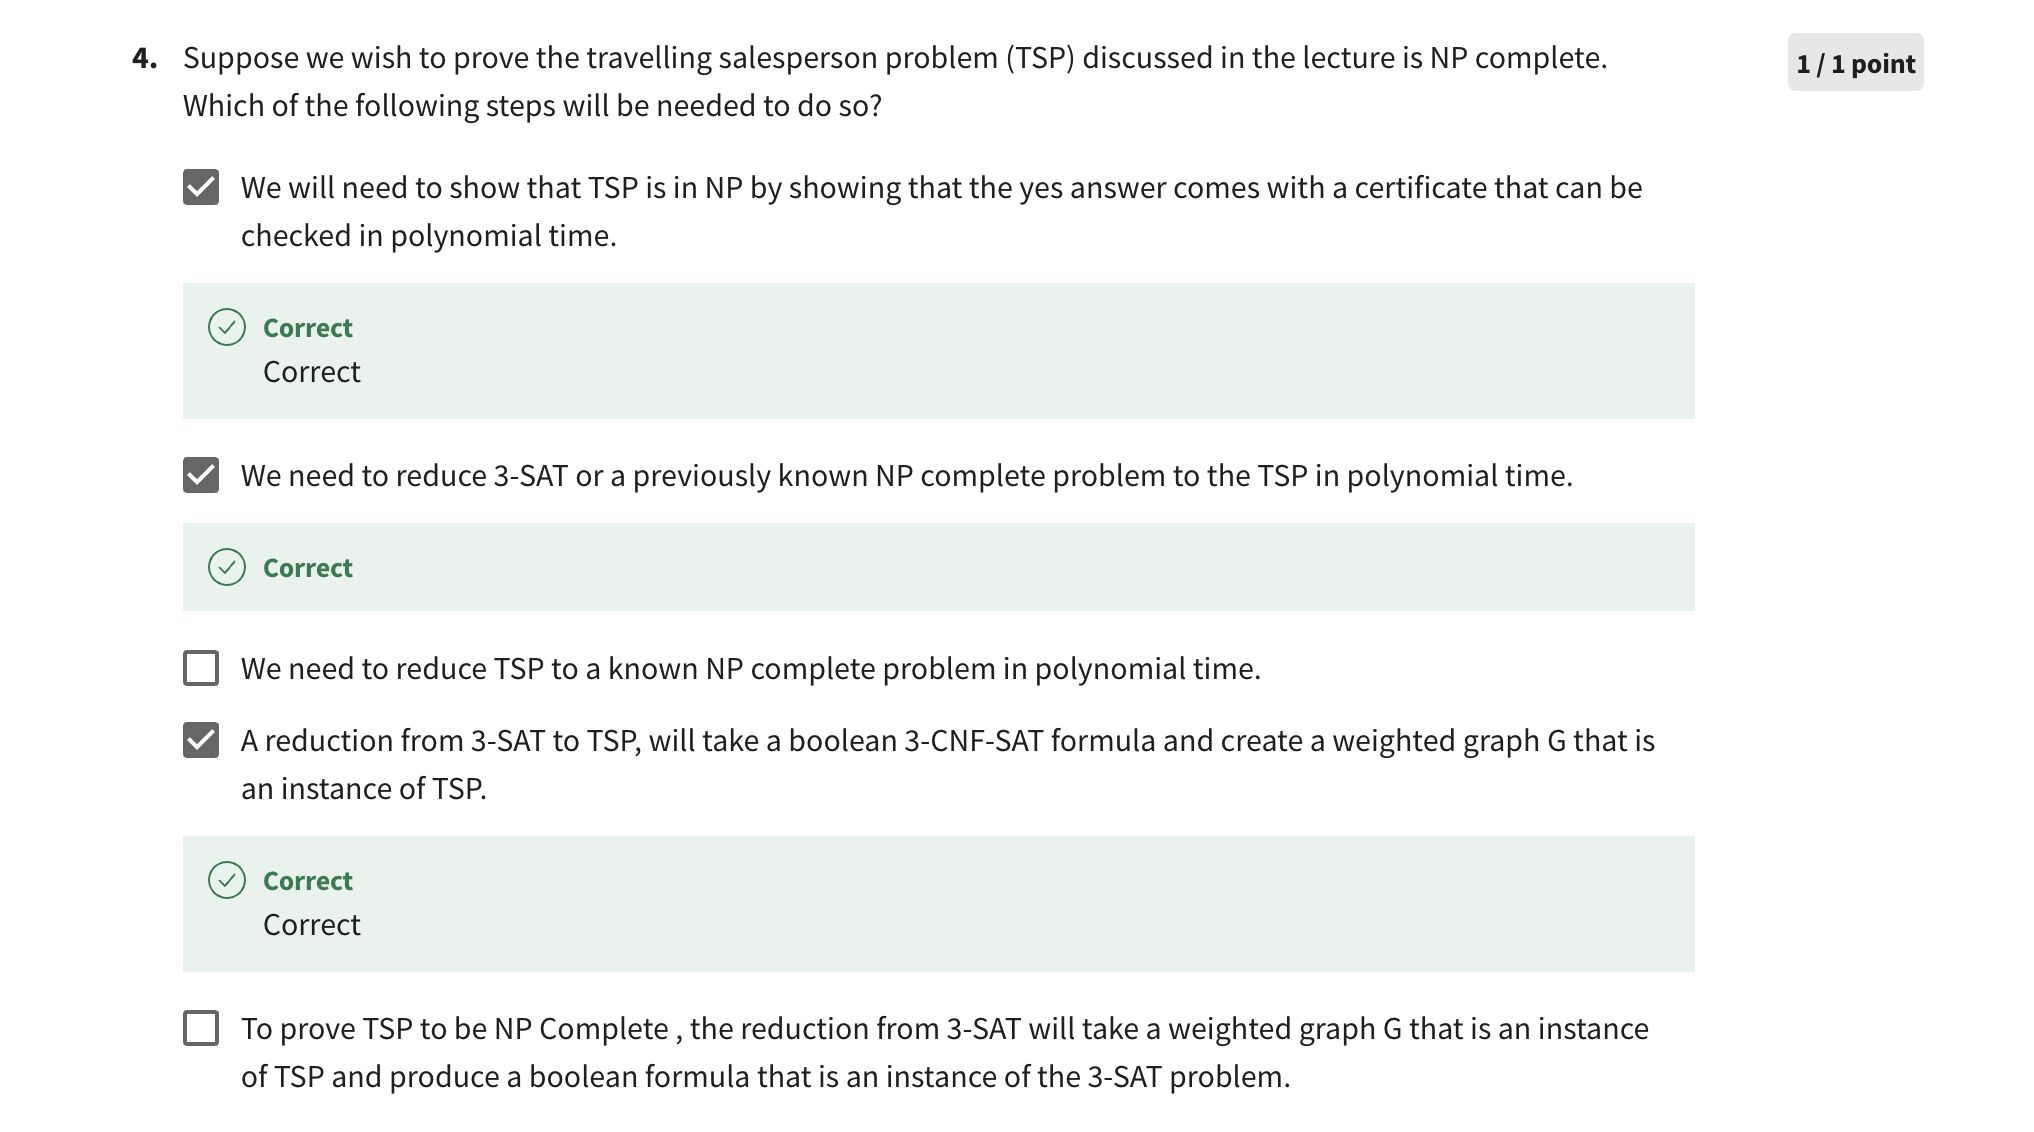 4. Suppose we wish to prove the travelling salesperson problem (TSP) discussed in the lecture is NP complete.
Which of the following steps will be needed to do so?
1 / 1 point
We will need to show that TSP is in NP by showing that the yes answer comes with a certificate that can be
checked in polynomial time.
Correct
Correct
We need to reduce 3-SAT or a previously known NP complete problem to the TSP in polynomial time.
Correct
We need to reduce TSP to a known NP complete problem in polynomial time.
A reduction from 3-SAT to TSP, will take a boolean 3-CNF-SAT formula and create a weighted graph G that is
an instance of TSP.
Correct
Correct
To prove TSP to be NP Complete , the reduction from 3-SAT will take a weighted graph G that is an instance
of TSP and produce a boolean formula that is an instance of the 3-SAT problem.